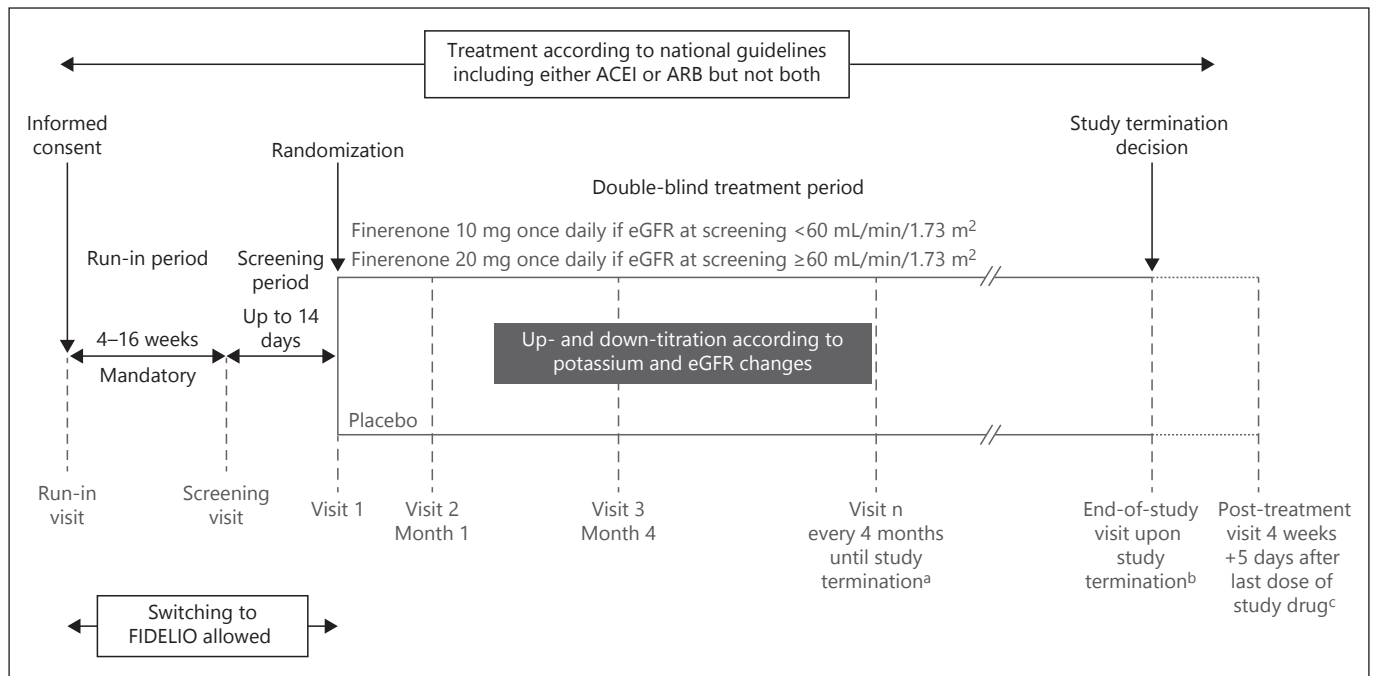 Treatment according to national guidelines
including either ACEI or ARB but not both
Informed
consent
Randomization
Study termination
decision
Double-blind treatment period
Finerenone 10 mg once daily if eGFR at screening <60 mL/min/1.73 m²
Finerenone 20 mg once daily if eGFR at screening ≥60 mL/min/1.73 m²
Run-in period
Screening
period
4–16 weeks
Mandatory
Up to 14
days
Up- and down-titration according to
potassium and eGFR changes
Placebo
Run-in
visit
Screening
visit
Visit 1
Visit 2
Month 1
Visit 3
Month 4
Visit n
every 4 months
until study
terminationᵃ
End-of-study
visit upon
study
terminationᵇ
Post-treatment
visit 4 weeks
+5 days after
last dose of
study drugᶜ
Switching to
FIDELIO allowed